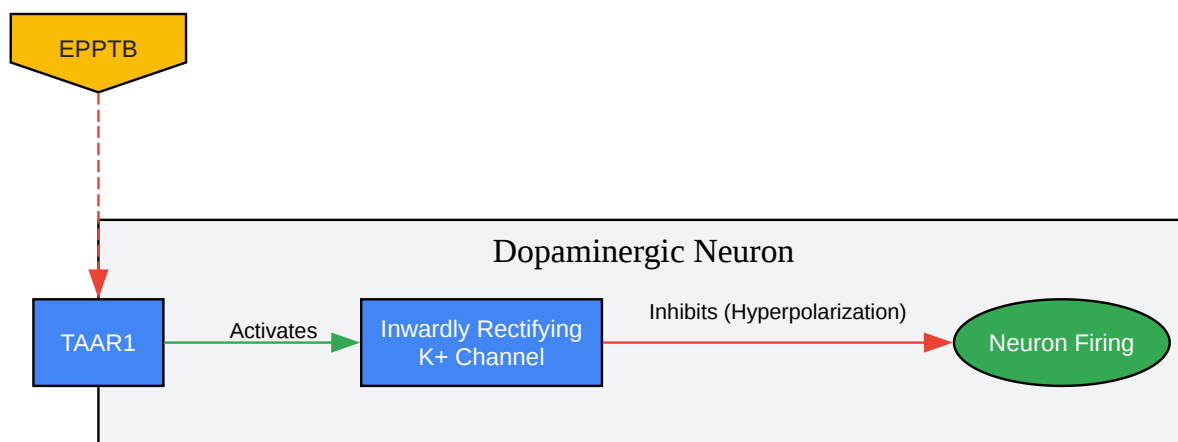 EPPTB
Dopaminergic Neuron
TAAR1
Activates
Inwardly Rectifying
K+ Channel
Inhibits (Hyperpolarization)
Neuron Firing